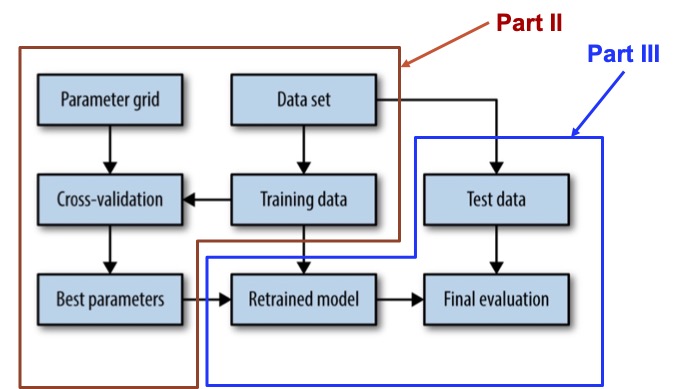 Part II
Part III
Parameter grid
Data set
Cross-validation
Training data
Test data
Best parameters
Retrained model
Final evaluation